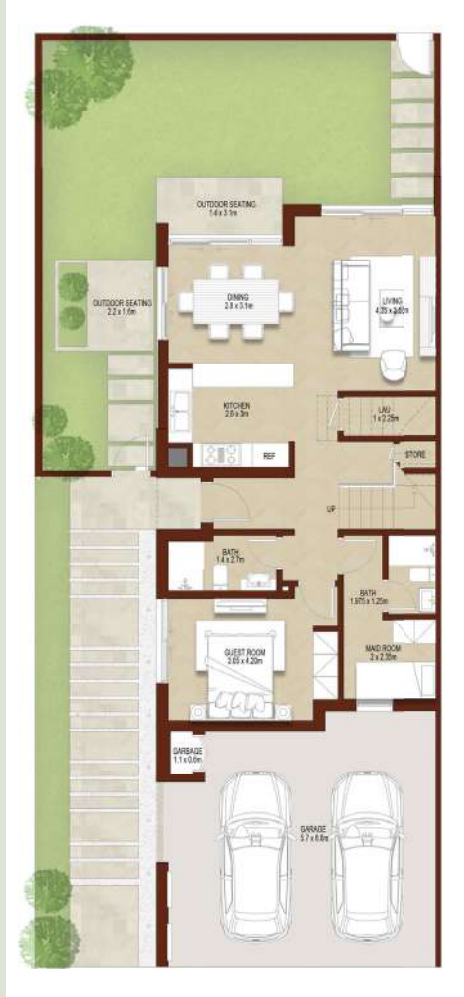 OUTDOOR SEATING
1.4 x 3.1m
OUTDOOR SEATING
2.2 x 1.6m
DINING
2.8 x 3.1m
LIVING
KITCHEN
2.6 x 3m
LAU
1 x 2.25m
REF
STORE
UP
BATH
1.4 x 2.7m
BATH
1.975 x 1.25m
GUEST ROOM
3.05 x 4.20m
MAID ROOM
2 x 2.35m
GARBAGE
1.1 x 0.6m
GARAGE
5.7 x 6.6m